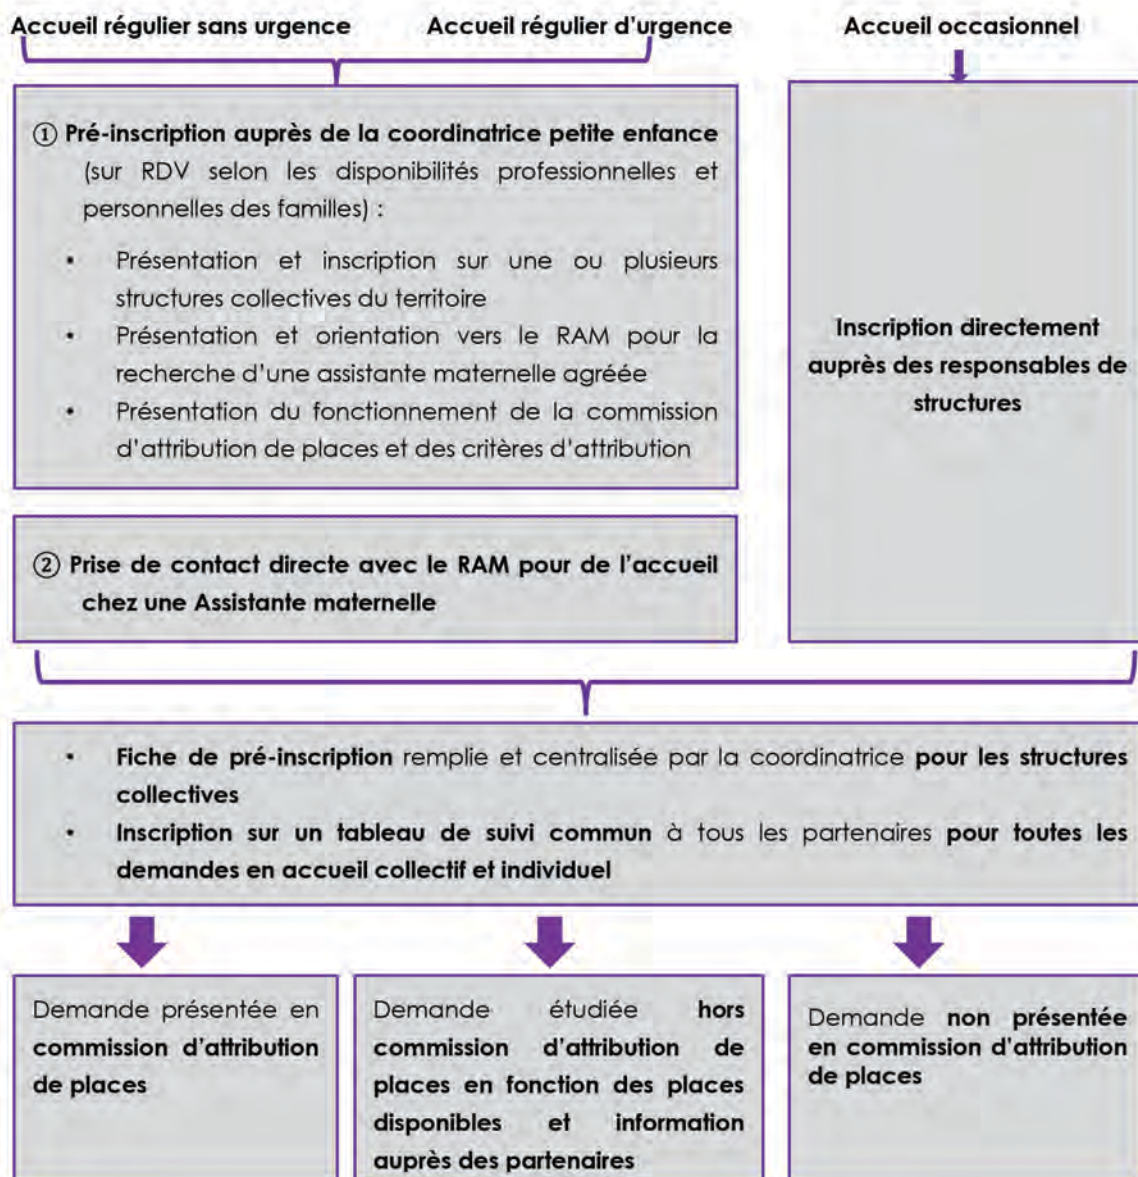 Accueil régulier sans urgence
Accueil régulier d'urgence
Accueil occasionnel
① Pré-inscription auprès de la coordinatrice petite enfance
(sur RDV selon les disponibilités professionnelles et
personnelles des familles) :
• Présentation et inscription sur une ou plusieurs
structures collectives du territoire
• Présentation et orientation vers le RAM pour la
recherche d'une assistante maternelle agréée
• Présentation du fonctionnement de la commission
d'attribution de places et des critères d'attribution
② Prise de contact directe avec le RAM pour de l'accueil
chez une Assistante maternelle
Inscription directement
auprès des responsables de
structures
• Fiche de pré-inscription remplie et centralisée par la coordinatrice pour les structures
collectives
• Inscription sur un tableau de suivi commun à tous les partenaires pour toutes les
demandes en accueil collectif et individuel
Demande présentée en
commission d'attribution
de places
Demande étudiée hors
commission d'attribution de
places en fonction des places
disponibles et information
auprès des partenaires
Demande non présentée
en commission d'attribution
de places